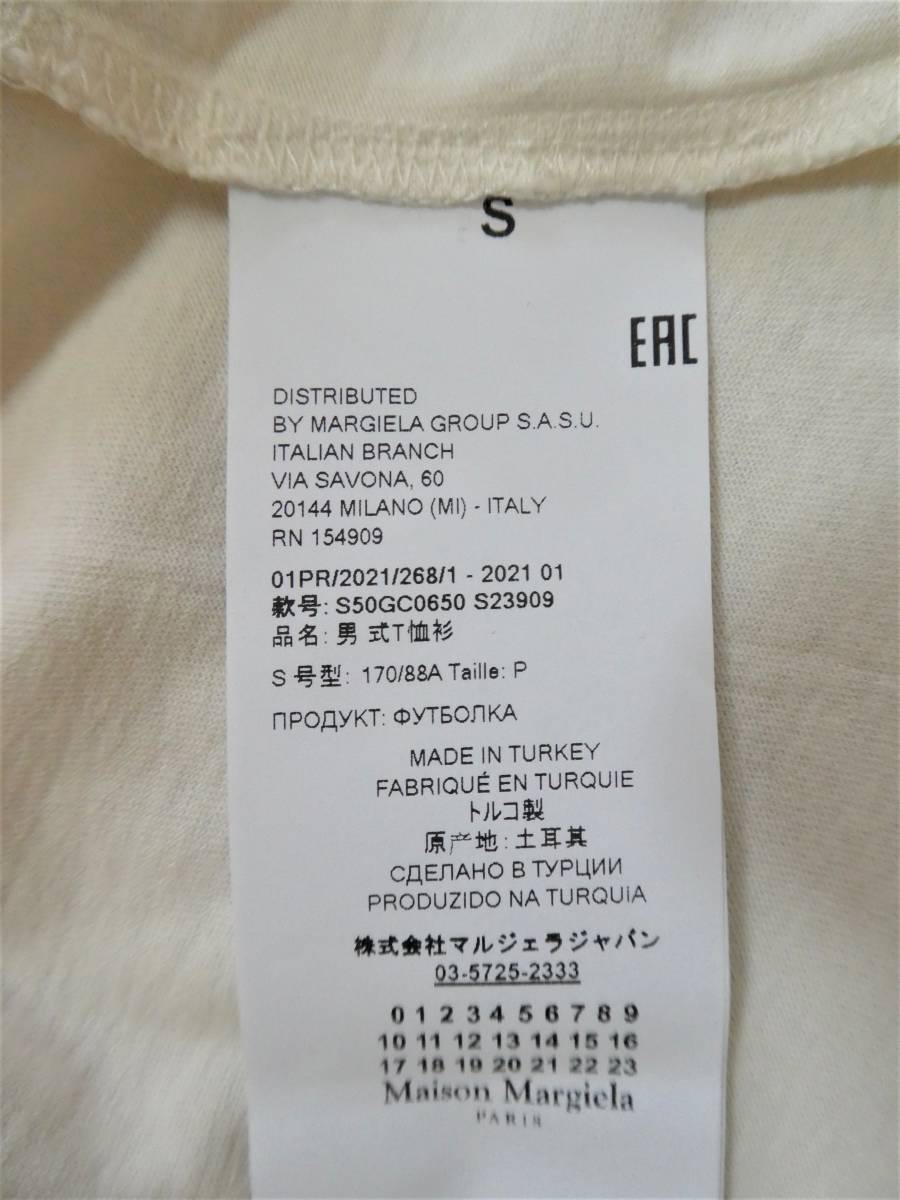 S
EAC
DISTRIBUTED
BY MARGIELA GROUP S.A.S.U.
ITALIAN BRANCH
VIA SAVONA, 60
20144 MILANO (MI) - ITALY
RN 154909
01PR/2021/268/1 - 2021 01
款号: S50GC0650 S23909
品名: 男 式T恤衫
S 号型: 170/88A Taille: P
ПРОДУКТ: ФУТБОЛКА
MADE IN TURKEY
FABRIQUÉ EN TURQUIE
トルコ製
原产地: 土耳其
СДЕЛАНО В ТУРЦИИ
PRODUZIDO NA TURQUiA
株式会社マルジェラジャパン
03-5725-2333
0 1 2 3 4 5 6 7 8 9
10 11 12 13 14 15 16
17 18 19 20 21 22 23
Maison Margiela
PARIS